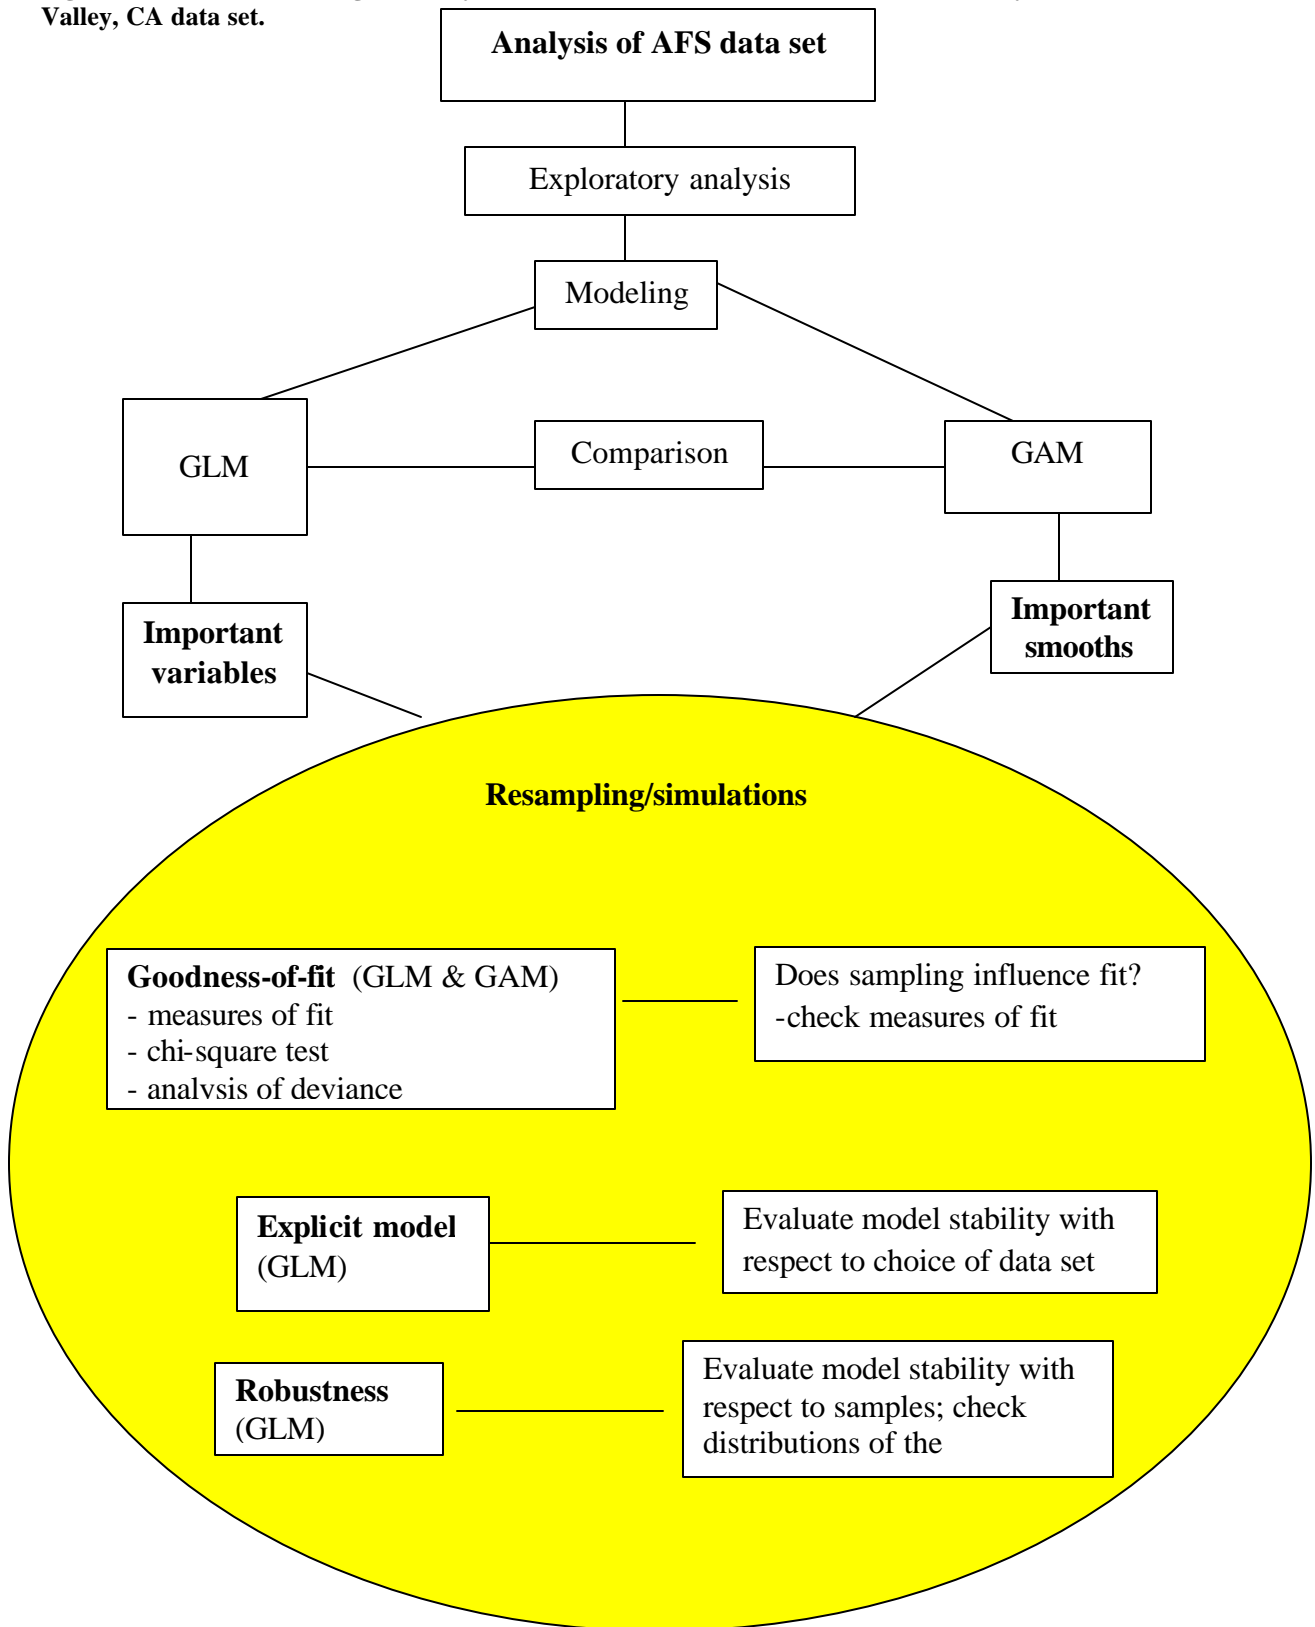 Valley, CA data set.
Analysis of AFS data set
Exploratory analysis
Modeling
GLM
Comparison
GAM
Important
variables
Important
smooths
Resampling/simulations
Goodness-of-fit (GLM & GAM)
- measures of fit
- chi-square test
- analysis of deviance
Does sampling influence fit?
-check measures of fit
Explicit model
(GLM)
Evaluate model stability with
respect to choice of data set
Robustness
(GLM)
Evaluate model stability with
respect to samples; check
distributions of the